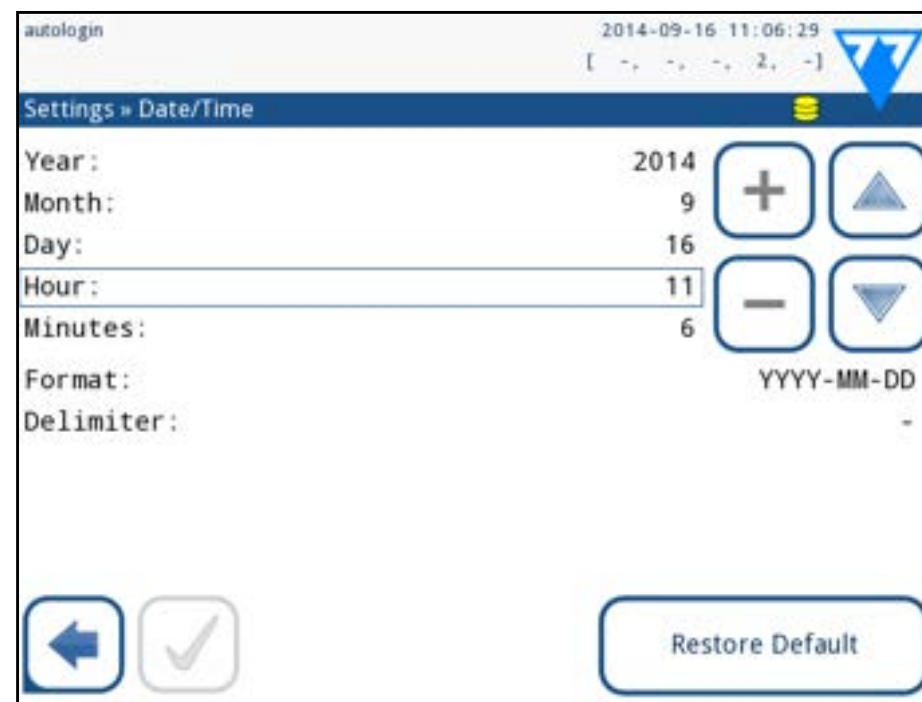 autologin 2014-09-16 11:06:29
[ -, -, -, 2, -]
Settings » Date/Time
Year: 2014
Month: 9
Day: 16
Hour: 11
Minutes: 6
Format: YYYY-MM-DD
Delimiter: -
Restore Default